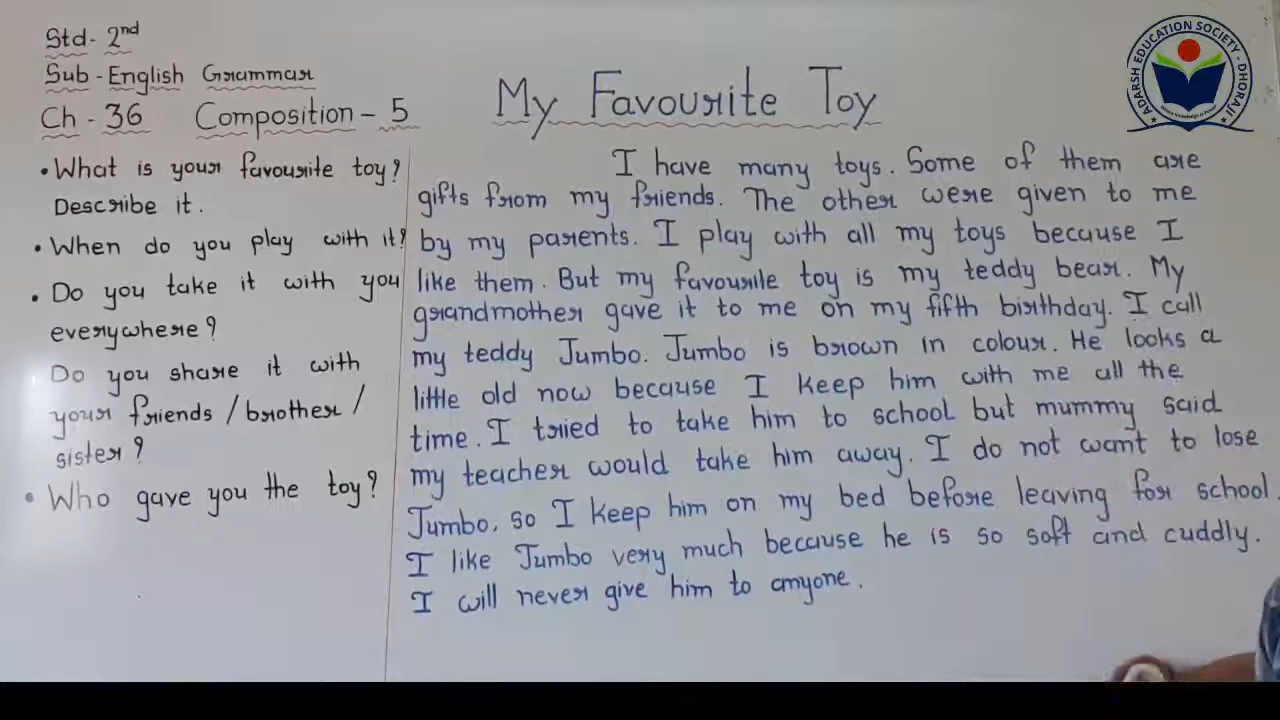 Std- 2nd
Sub - English Grammar
Ch - 36 Composition - 5
• What is your favourite toy?
Describe it.
• When do you play with it?
• Do you take it with you
everywhere?
Do you share it with
your friends / brother /
sister?
• Who gave you the toy?
My Favourite Toy
I have many toys. Some of them are
gifts from my friends. The other were given to me
by my parents. I play with all my toys because I
like them. But my favourite toy is my teddy bear. My
grandmother gave it to me on my fifth birthday. I call
my teddy Jumbo. Jumbo is brown in colour. He looks a
little old now because I keep him with me all the
time. I tried to take him to school but mummy said
my teacher would take him away. I do not want to lose
Jumbo, so I keep him on my bed before leaving for school.
I like Jumbo very much because he is so soft and cuddly.
I will never give him to anyone.
ADARSH EDUCATION SOCIETY - DHORAJI